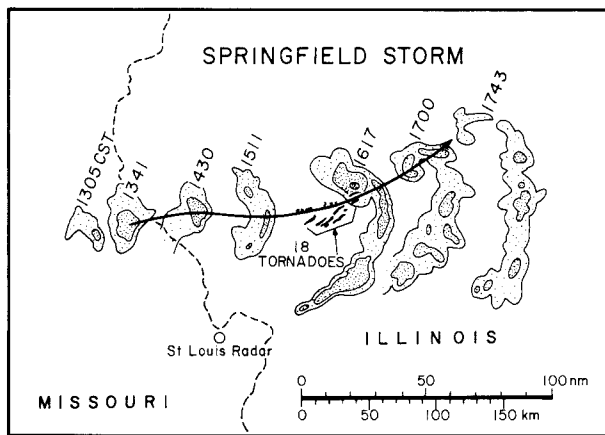 SPRINGFIELD STORM
1305 CST
1341
1430
1511
1617
1700
1743
18
TORNADOES
St Louis Radar
ILLINOIS
MISSOURI
0 50 100 nm
0 50 100 150 km